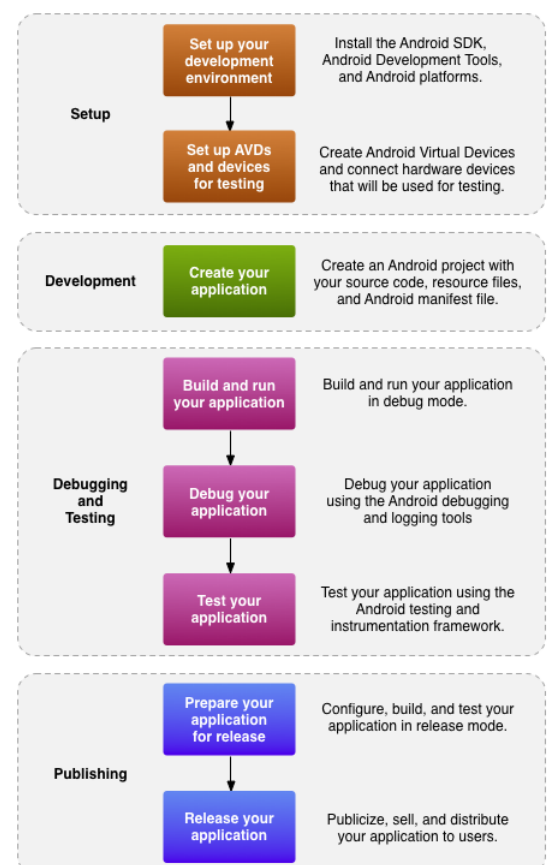 Set up your
development
environment
Install the Android SDK,
Android Development Tools,
and Android platforms.
Setup
Set up AVDs
and devices
for testing
Create Android Virtual Devices
and connect hardware devices
that will be used for testing.
Development
Create your
application
Create an Android project with
your source code, resource files,
and Android manifest file.
Build and run
your application
Build and run your application
in debug mode.
Debugging
and
Testing
Debug your
application
Debug your application
using the Android debugging
and logging tools
Test your
application
Test your application using the
Android testing and
instrumentation framework.
Prepare your
application
for release
Configure, build, and test your
application in release mode.
Publishing
Release your
application
Publicize, sell, and distribute
your application to users.